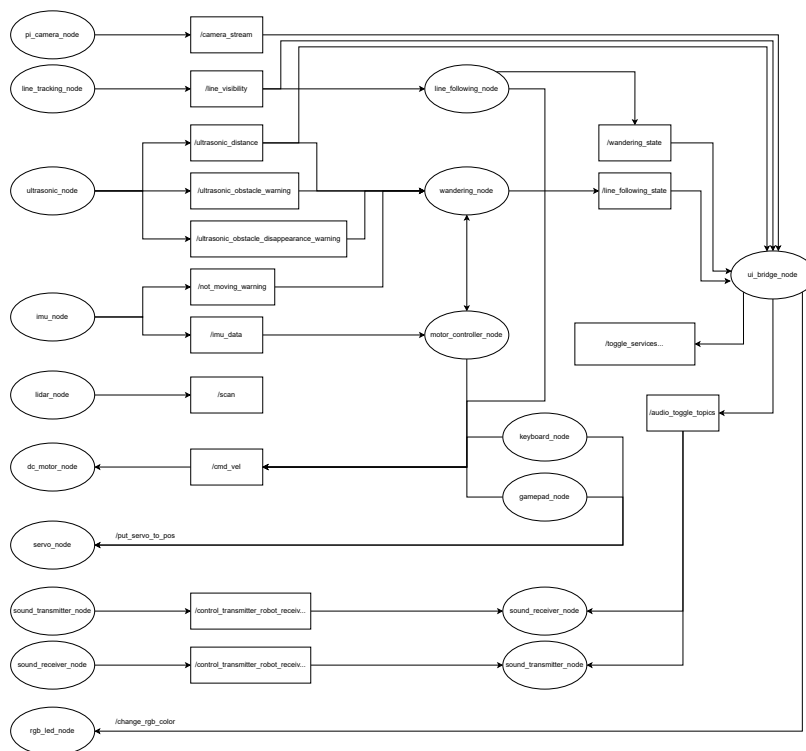 pi_camera_node
/camera_stream
line_tracking_node
/line_visibility
line_following_node
/ultrasonic_distance
/wandering_state
ultrasonic_node
/ultrasonic_obstacle_warning
wandering_node
/line_following_state
/ultrasonic_obstacle_disappearance_warning
ui_bridge_node
/not_moving_warning
imu_node
/imu_data
motor_controller_node
/toggle_services...
lidar_node
/scan
/audio_toggle_topics
keyboard_node
dc_motor_node
/cmd_vel
gamepad_node
/put_servo_to_pos
servo_node
sound_transmitter_node
/control_transmitter_robot_receiv...
sound_receiver_node
sound_receiver_node
/control_transmitter_robot_receiv...
sound_transmitter_node
/change_rgb_color
rgb_led_node